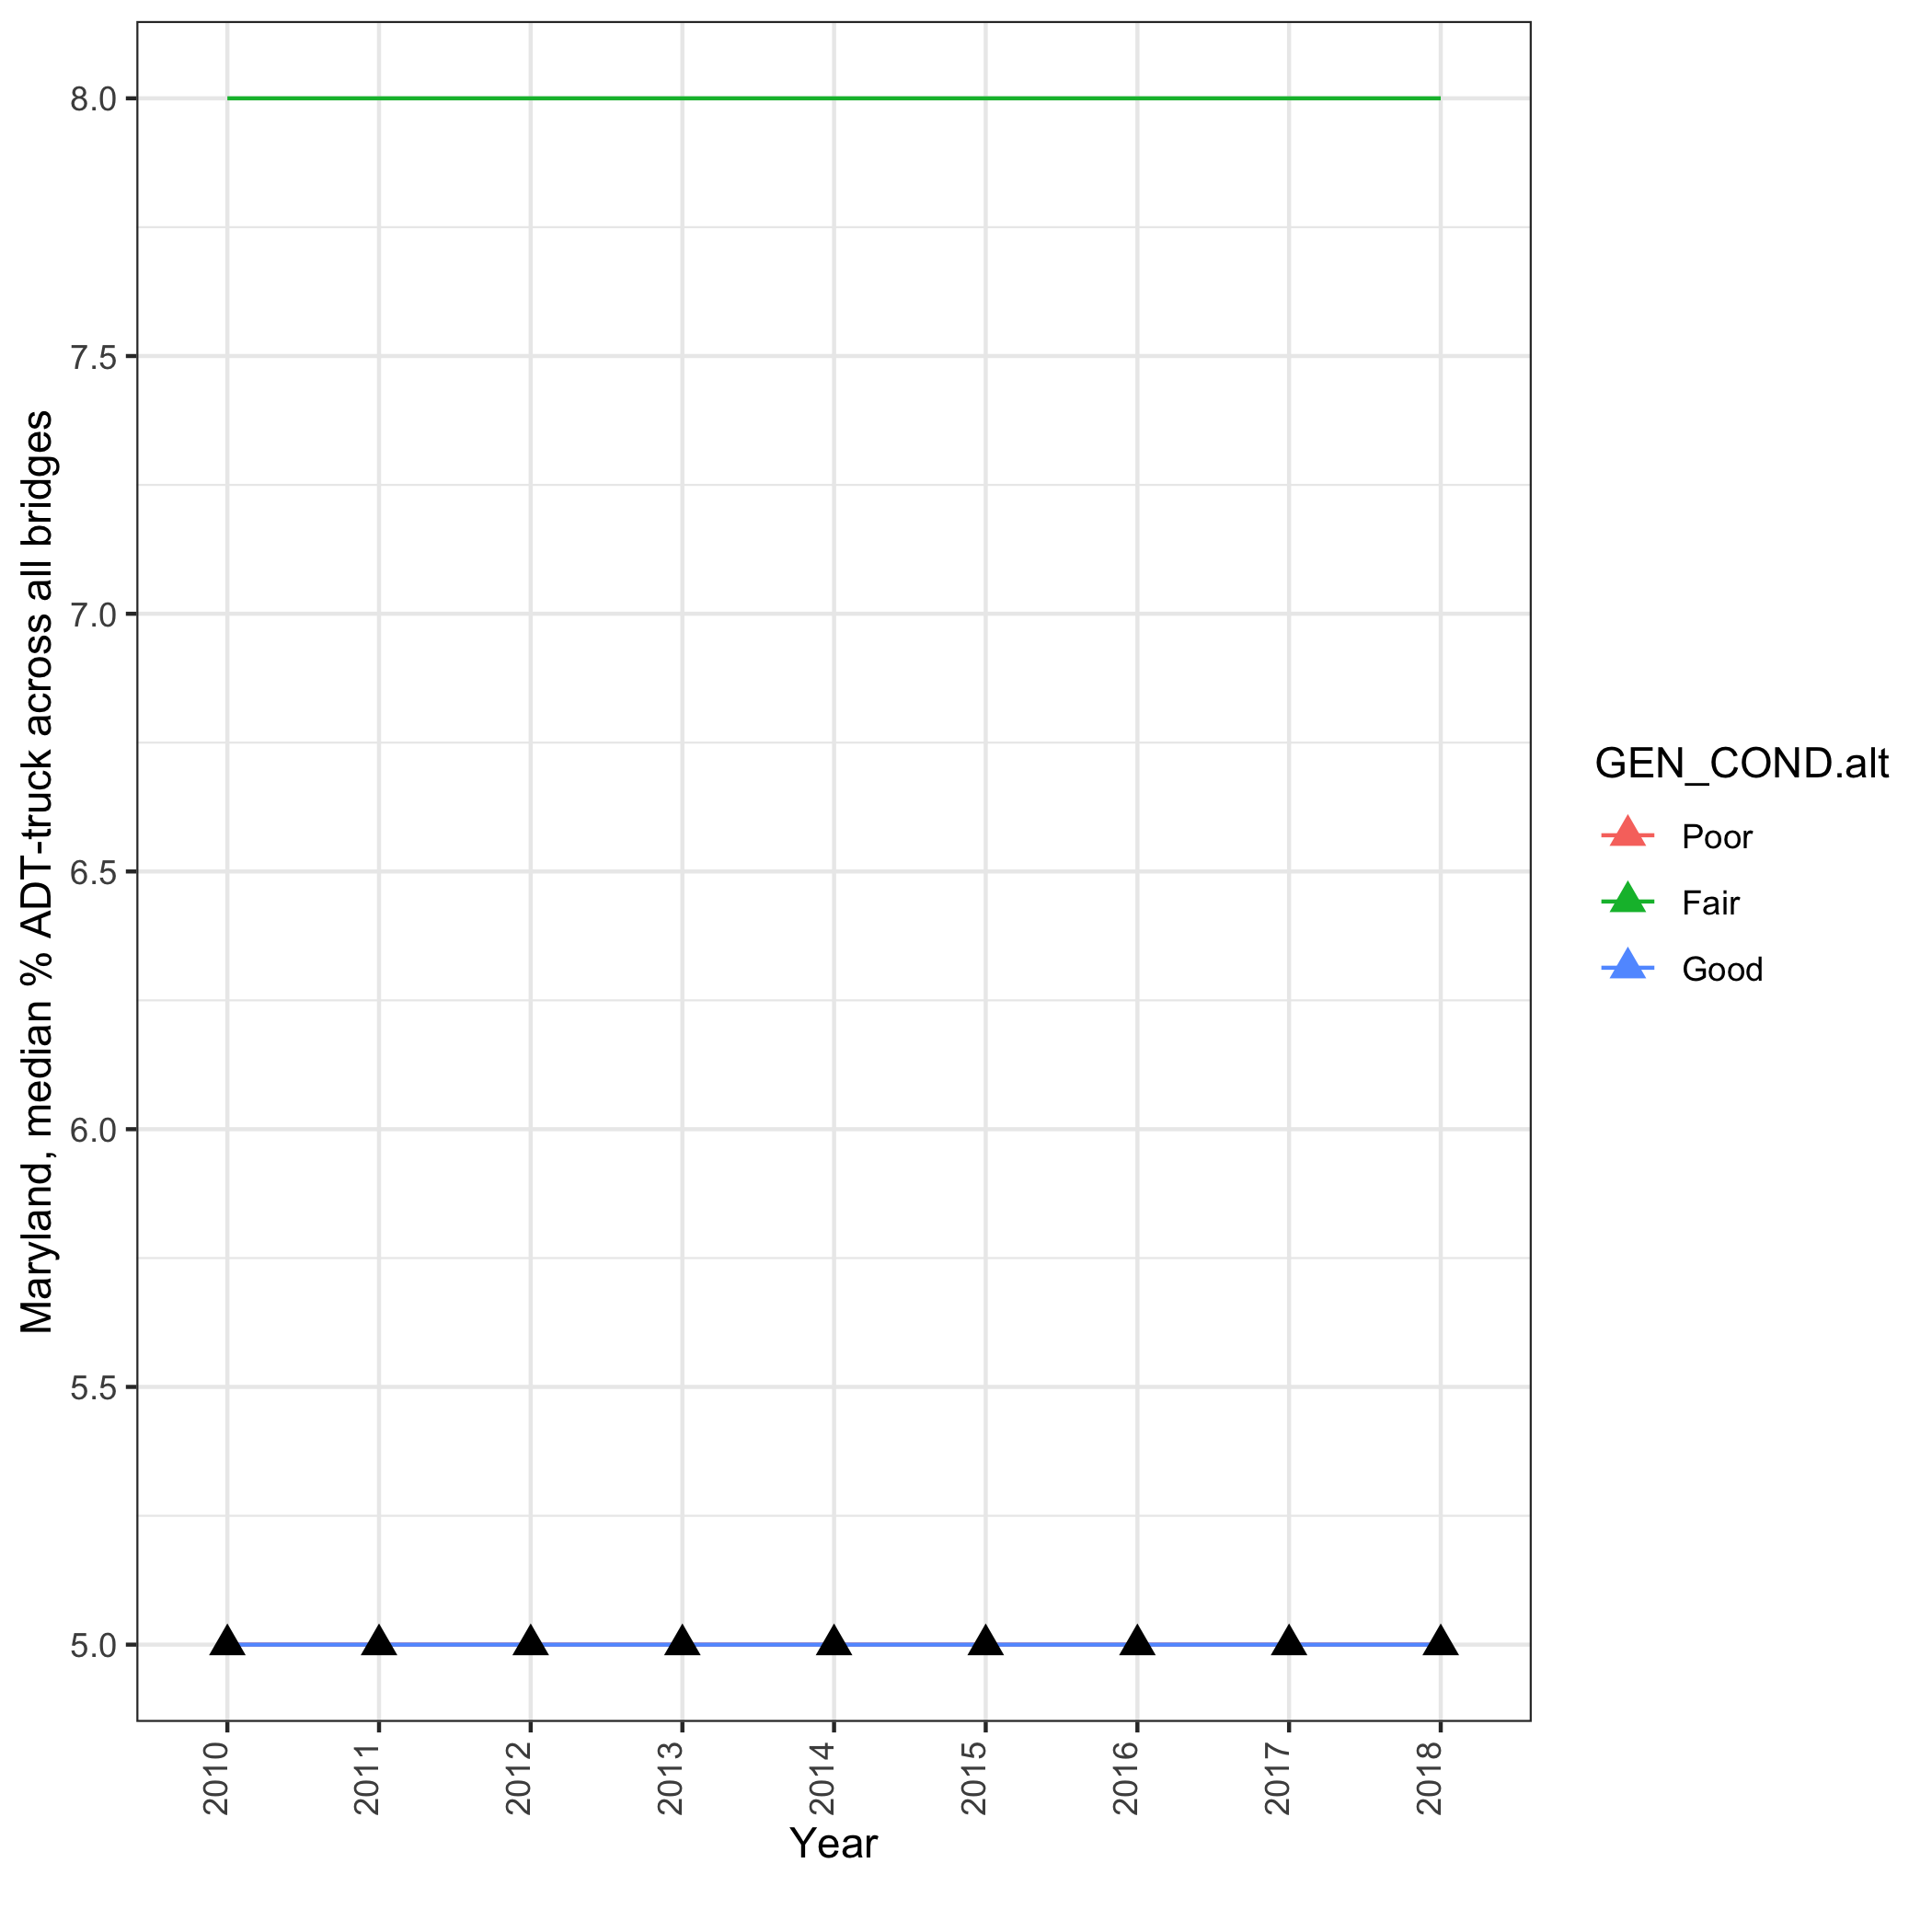 Maryland, median % ADT-truck across all bridges
8.0
7.5
7.0
6.5
6.0
5.5
5.0
2010
2011
2012
2013
2014
2015
2016
2017
2018
Year
GEN_COND.alt
Poor
Fair
Good